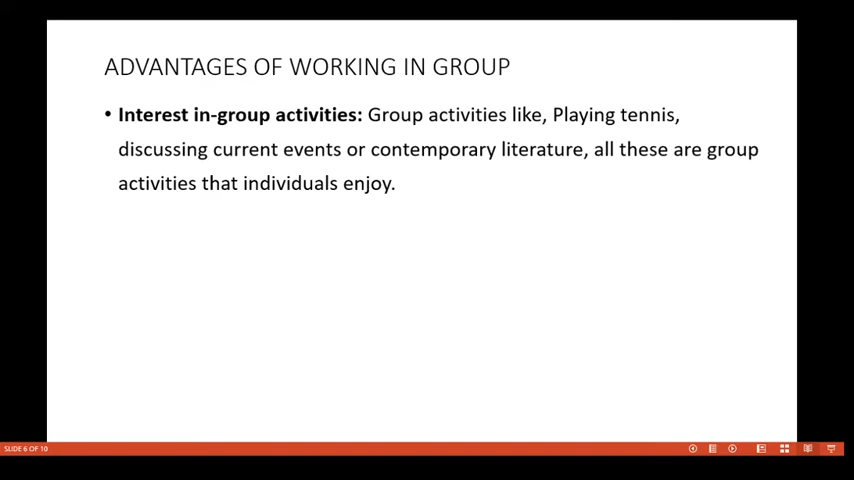 ADVANTAGES OF WORKING IN GROUP
• Interest in-group activities: Group activities like, Playing tennis,
discussing current events or contemporary literature, all these are group
activities that individuals enjoy.
SLIDE 6 OF 10